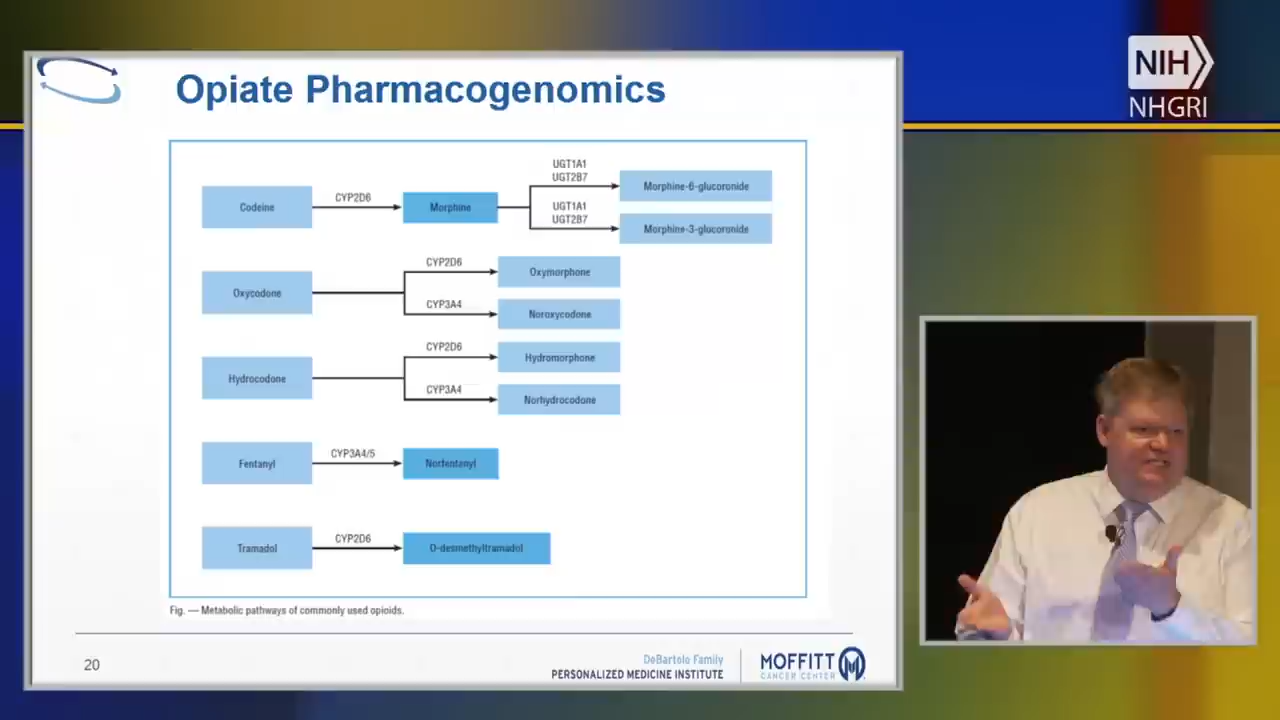 NIH
NHGRI
Opiate Pharmacogenomics
UGT1A1
UGT2B7
Codeine
CYP2D6
Morphine
Morphine-6-glucoronide
UGT1A1
UGT2B7
Morphine-3-glucoronide
Oxycodone
CYP2D6
Oxymorphone
CYP3A4
Noroxycodone
Hydrocodone
CYP2D6
Hydromorphone
CYP3A4
Norhydrocodone
Fentanyl
CYP3A4/5
Norfentanyl
Tramadol
CYP2D6
O-desmethyltramadol
Fig. — Metabolic pathways of commonly used opioids.
20
DeBartolo Family
PERSONALIZED MEDICINE INSTITUTE
MOFFITT
CANCER CENTER